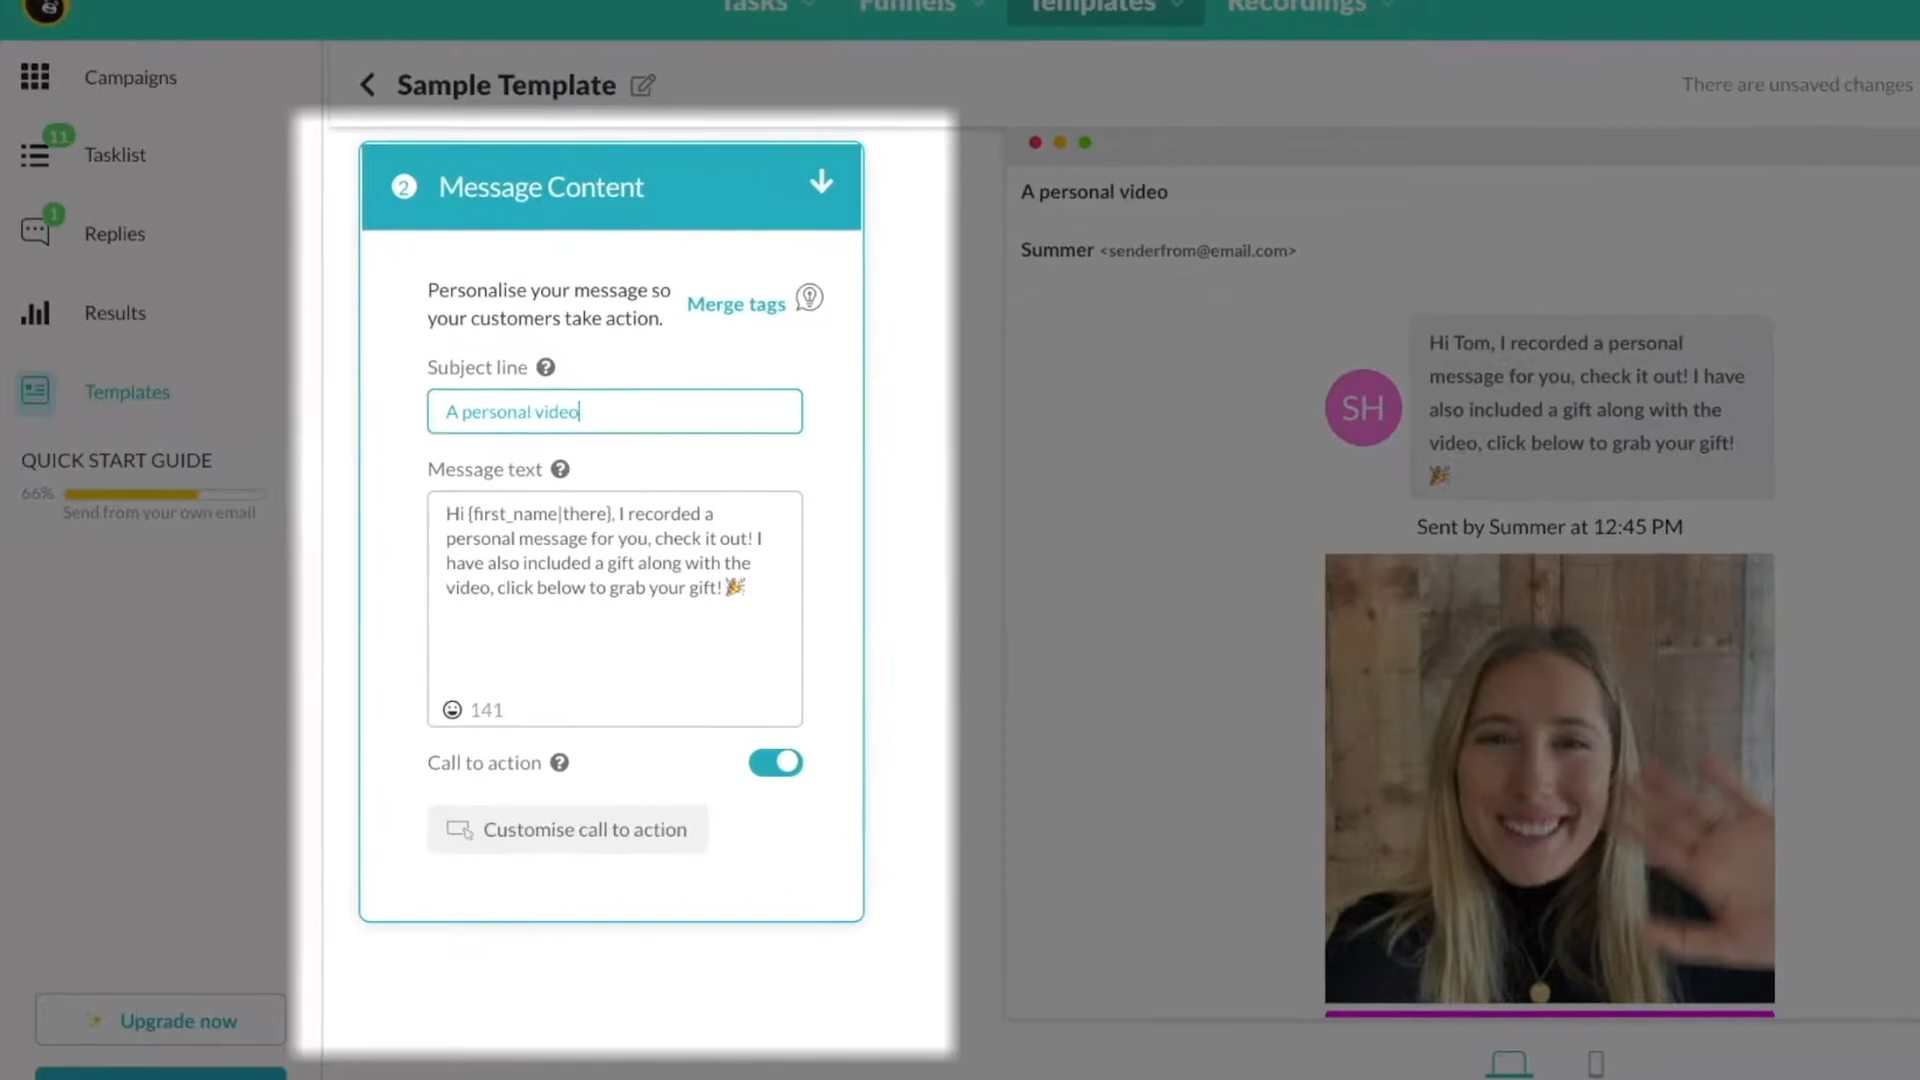 Tasks
Funnels
Templates
Recordings
Campaigns
11
Tasklist
1
Replies
Results
Templates
QUICK START GUIDE
66%
Send from your own email
Upgrade now
Sample Template
There are unsaved changes
2 Message Content
Personalise your message so
your customers take action.
Merge tags
Subject line ?
A personal video
Message text ?
Hi {first_name|there}, I recorded a
personal message for you, check it out! I
have also included a gift along with the
video, click below to grab your gift! 🎉
141
Call to action ?
Customise call to action
A personal video
Summer <senderfrom@email.com>
SH
Hi Tom, I recorded a personal
message for you, check it out! I have
also included a gift along with the
video, click below to grab your gift!
🎉
Sent by Summer at 12:45 PM